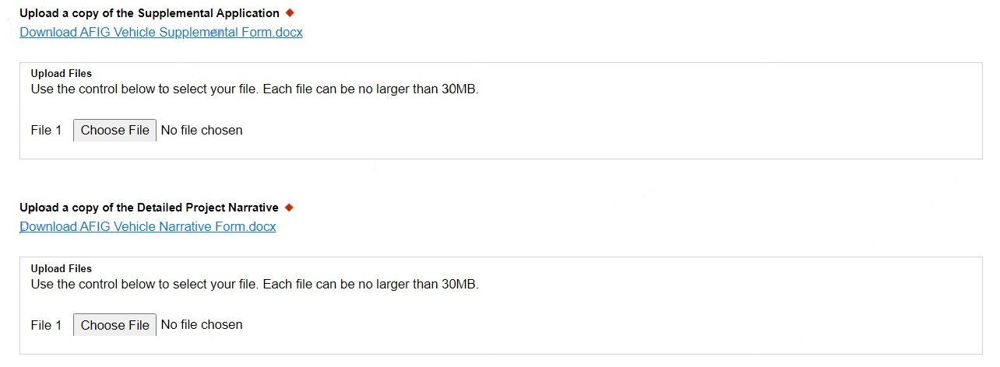 Upload a copy of the Supplemental Application
Download AFIG Vehicle Supplemental Form.docx
Upload Files
Use the control below to select your file. Each file can be no larger than 30MB.
File 1 Choose File No file chosen
Upload a copy of the Detailed Project Narrative
Download AFIG Vehicle Narrative Form.docx
Upload Files
Use the control below to select your file. Each file can be no larger than 30MB.
File 1 Choose File No file chosen